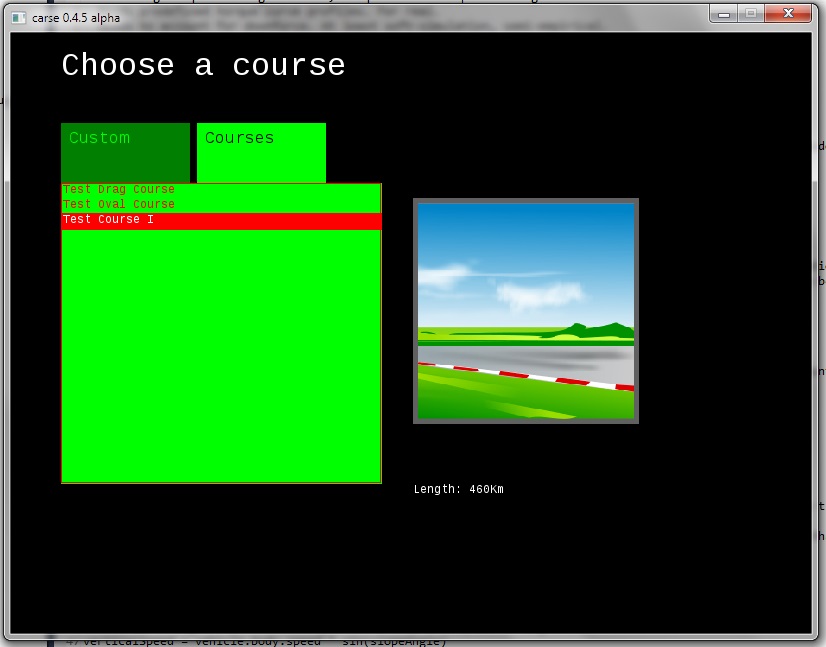 carse 0.4.5 alpha
Choose a course
Custom
Courses
Test Drag Course
Test Oval Course
Test Course I
Length: 460Km